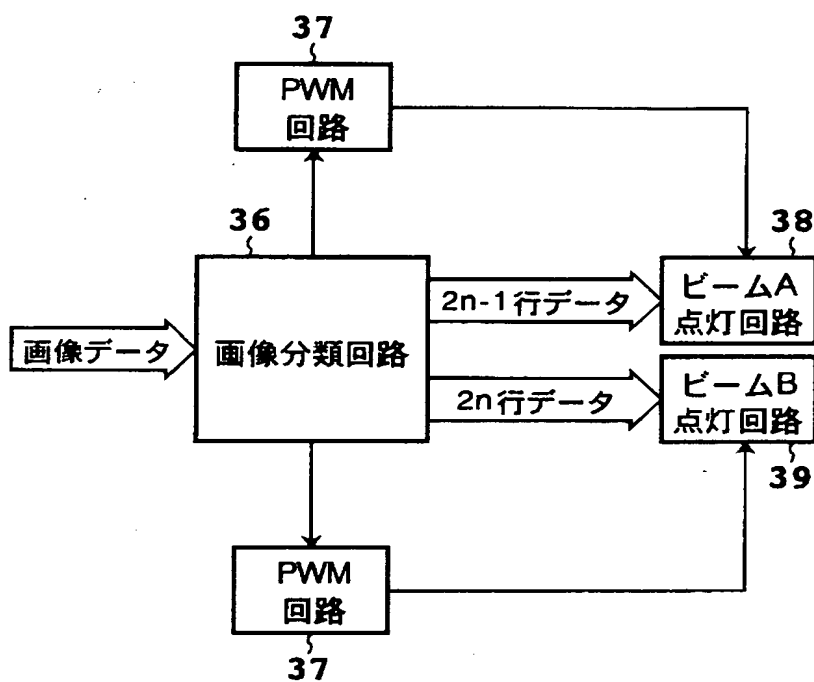 37
PWM
回路
36
38
画像データ
画像分類回路
2n-1行データ
ビームA
点灯回路
2n行データ
ビームB
点灯回路
39
PWM
回路
37